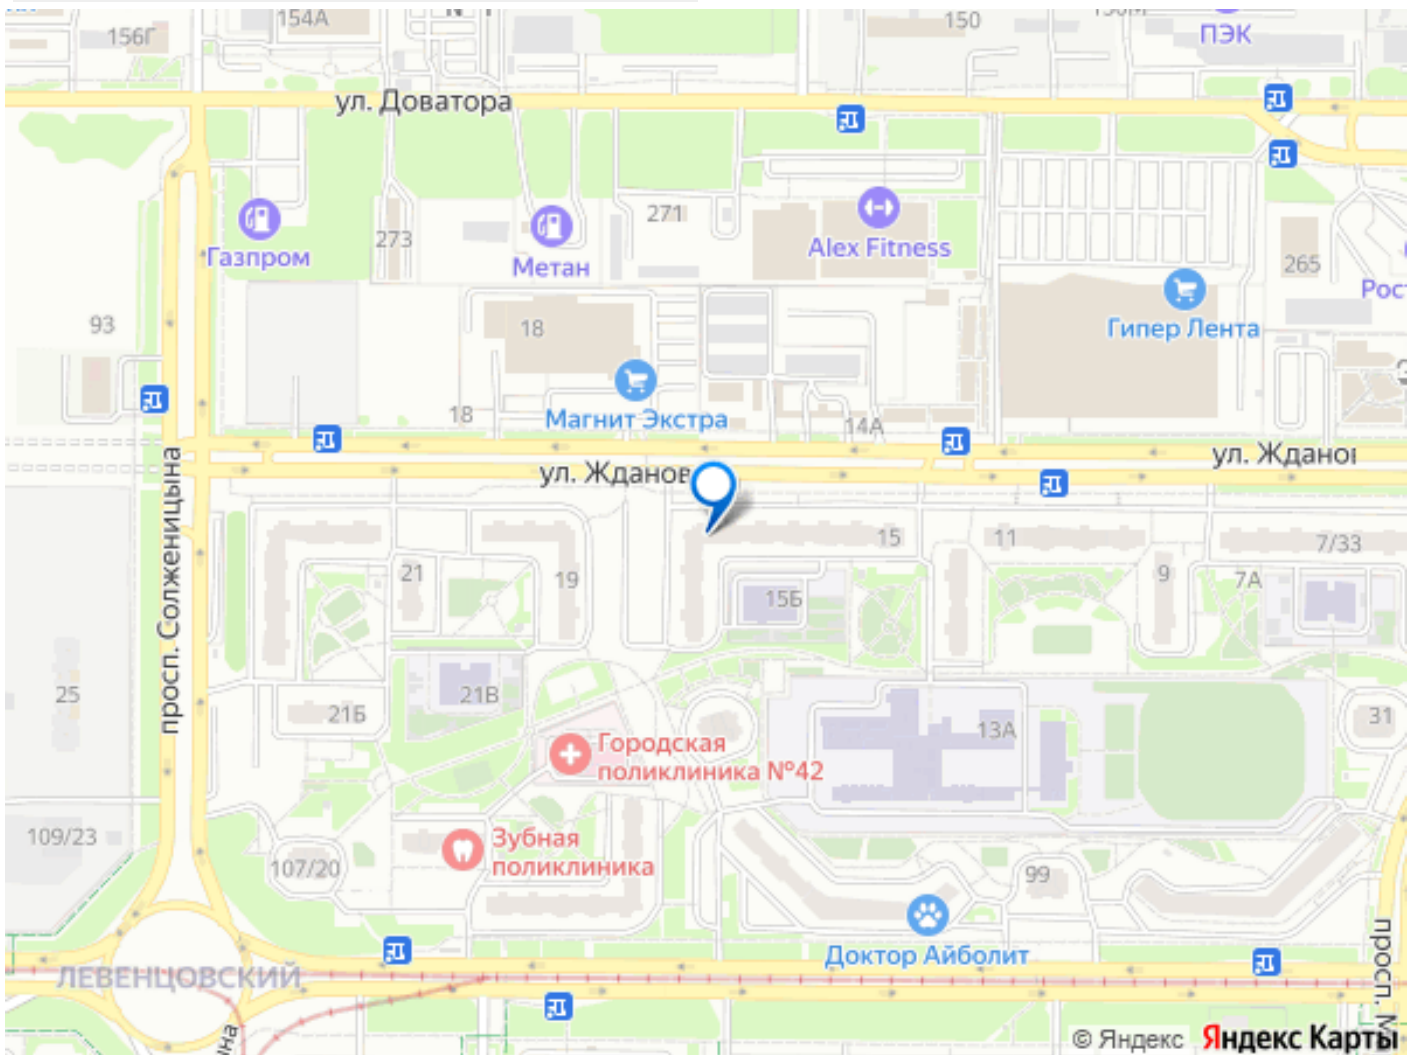 154А
150
156Г
ПЭК
ул. Доватора
271
273
Газпром
Метан
Alex Fitness
265
93
18
Гипер Лента
18
Магнит Экстра
14А
ул. Жданов
ул. Ждано
просп. Солженицына
15
11
7/33
21
19
15Б
9
7А
25
21В
21Б
31
13А
Городская
поликлиника №42
109/23
Зубная
поликлиника
107/20
99
Доктор Айболит
просп. М
ЛЕВЕНЦОВСКИЙ
© Яндекс Яндекс Карты